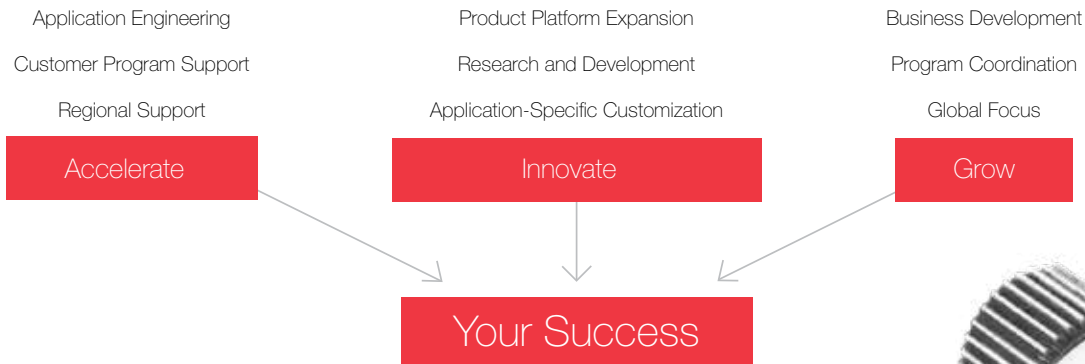 Application Engineering
Customer Program Support
Regional Support
Accelerate
Product Platform Expansion
Research and Development
Application-Specific Customization
Innovate
Business Development
Program Coordination
Global Focus
Grow
Your Success